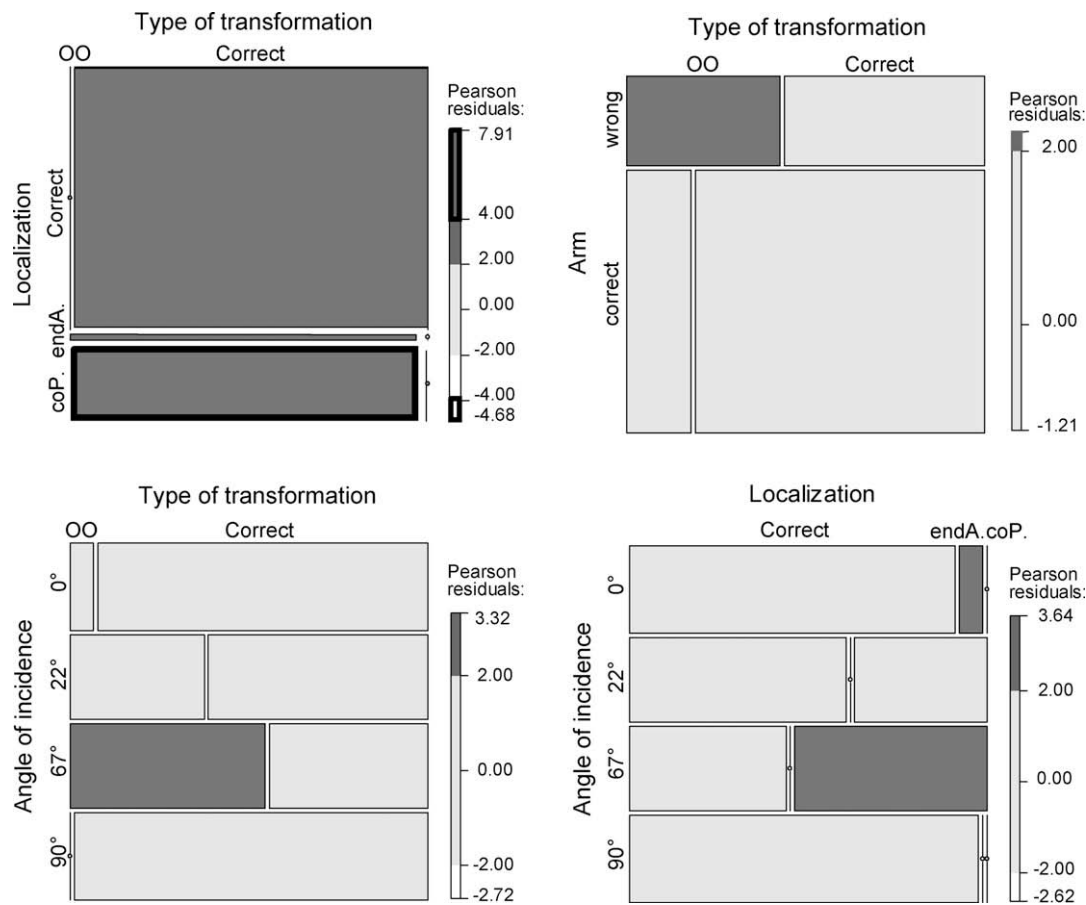 Type of transformation
OO Correct
Localization
Correct
endA.
coP.
Pearson
residuals:
7.91
4.00
2.00
0.00
-2.00
-4.00
-4.68
Type of transformation
OO Correct
Arm
wrong
correct
Pearson
residuals:
2.00
0.00
-1.21
Type of transformation
OO Correct
Angle of incidence
0°
22°
67°
90°
Pearson
residuals:
3.32
2.00
0.00
-2.00
-2.72
Localization
Correct endA.coP.
Angle of incidence
0°
22°
67°
90°
Pearson
residuals:
3.64
2.00
0.00
-2.00
-2.62